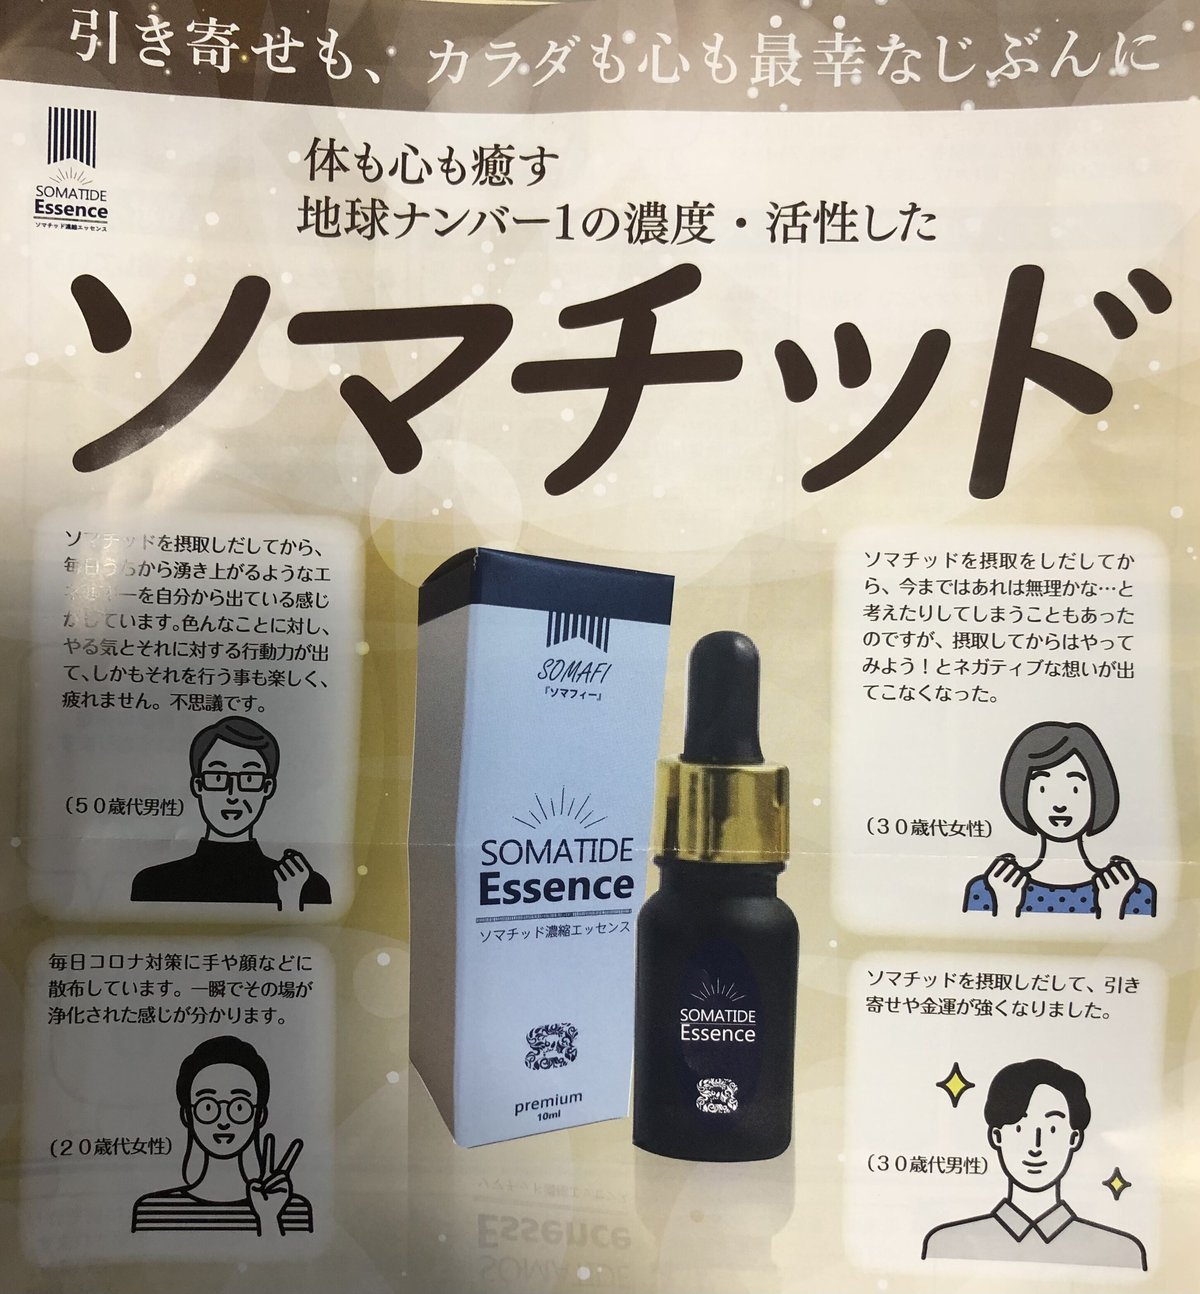 引き寄せも、カラダも心も最幸なじぶんに
SOMATIDE
Essence
ソマチッド濃縮エッセンス
体も心も癒す
地球ナンバー1の濃度・活性した
ソマチッド
ソマチッドを摂取しだしてから、
毎日うちから湧き上がるようなエ
ネルギーを自分から出ている感じ
がしています。色んなことに対し、
やる気とそれに対する行動力が出
て、しかもそれを行う事も楽しく、
疲れません。不思議です。
(50歳代男性)
毎日コロナ対策に手や顔などに
散布しています。一瞬でその場が
浄化された感じが分かります。
(20歳代女性)
SOMAFI
『ソマフィー』
SOMATIDE
Essence
ソマチッド濃縮エッセンス
premium
10ml
SOMATIDE
Essence
ソマチッドを摂取をしだしてか
ら、今まではあれは無理かな…と
考えたりしてしまうこともあった
のですが、摂取してからはやって
みよう！とネガティブな想いが出
てこなくなった。
(30歳代女性)
ソマチッドを摂取しだして、引き
寄せや金運が強くなりました。
(30歳代男性)